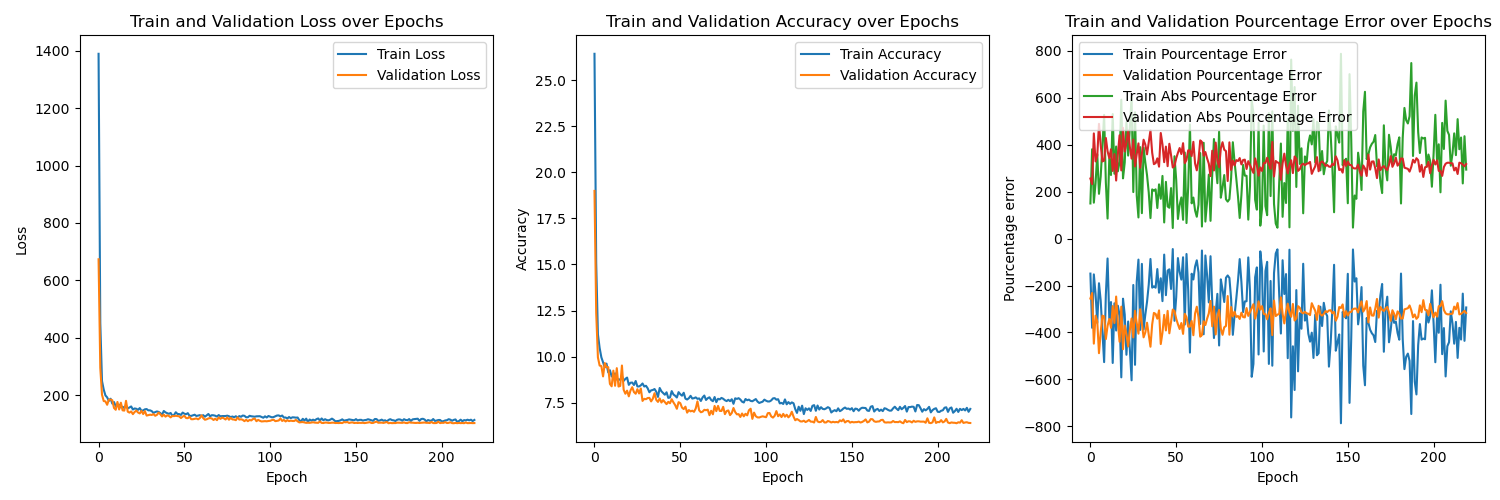 Train and Validation Loss over Epochs
Train Loss
Validation Loss
1400
1200
1000
800
600
400
200
Loss
0
50
100
150
200
Epoch
Train and Validation Accuracy over Epochs
Train Accuracy
Validation Accuracy
25.0
22.5
20.0
17.5
15.0
12.5
10.0
7.5
Accuracy
0
50
100
150
200
Epoch
Train and Validation Pourcentage Error over Epochs
Train Pourcentage Error
Validation Pourcentage Error
Train Abs Pourcentage Error
Validation Abs Pourcentage Error
800
600
400
200
0
−200
−400
−600
−800
Pourcentage error
0
50
100
150
200
Epoch